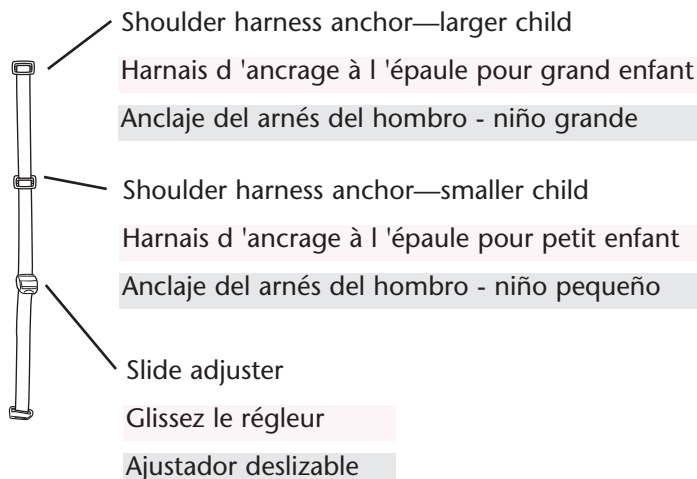 Shoulder harness anchor—larger child
Harnais d 'ancrage à l 'épaule pour grand enfant
Anclaje del arnés del hombro - niño grande
Shoulder harness anchor—smaller child
Harnais d 'ancrage à l 'épaule pour petit enfant
Anclaje del arnés del hombro - niño pequeño
Slide adjuster
Glissez le régleur
Ajustador deslizable